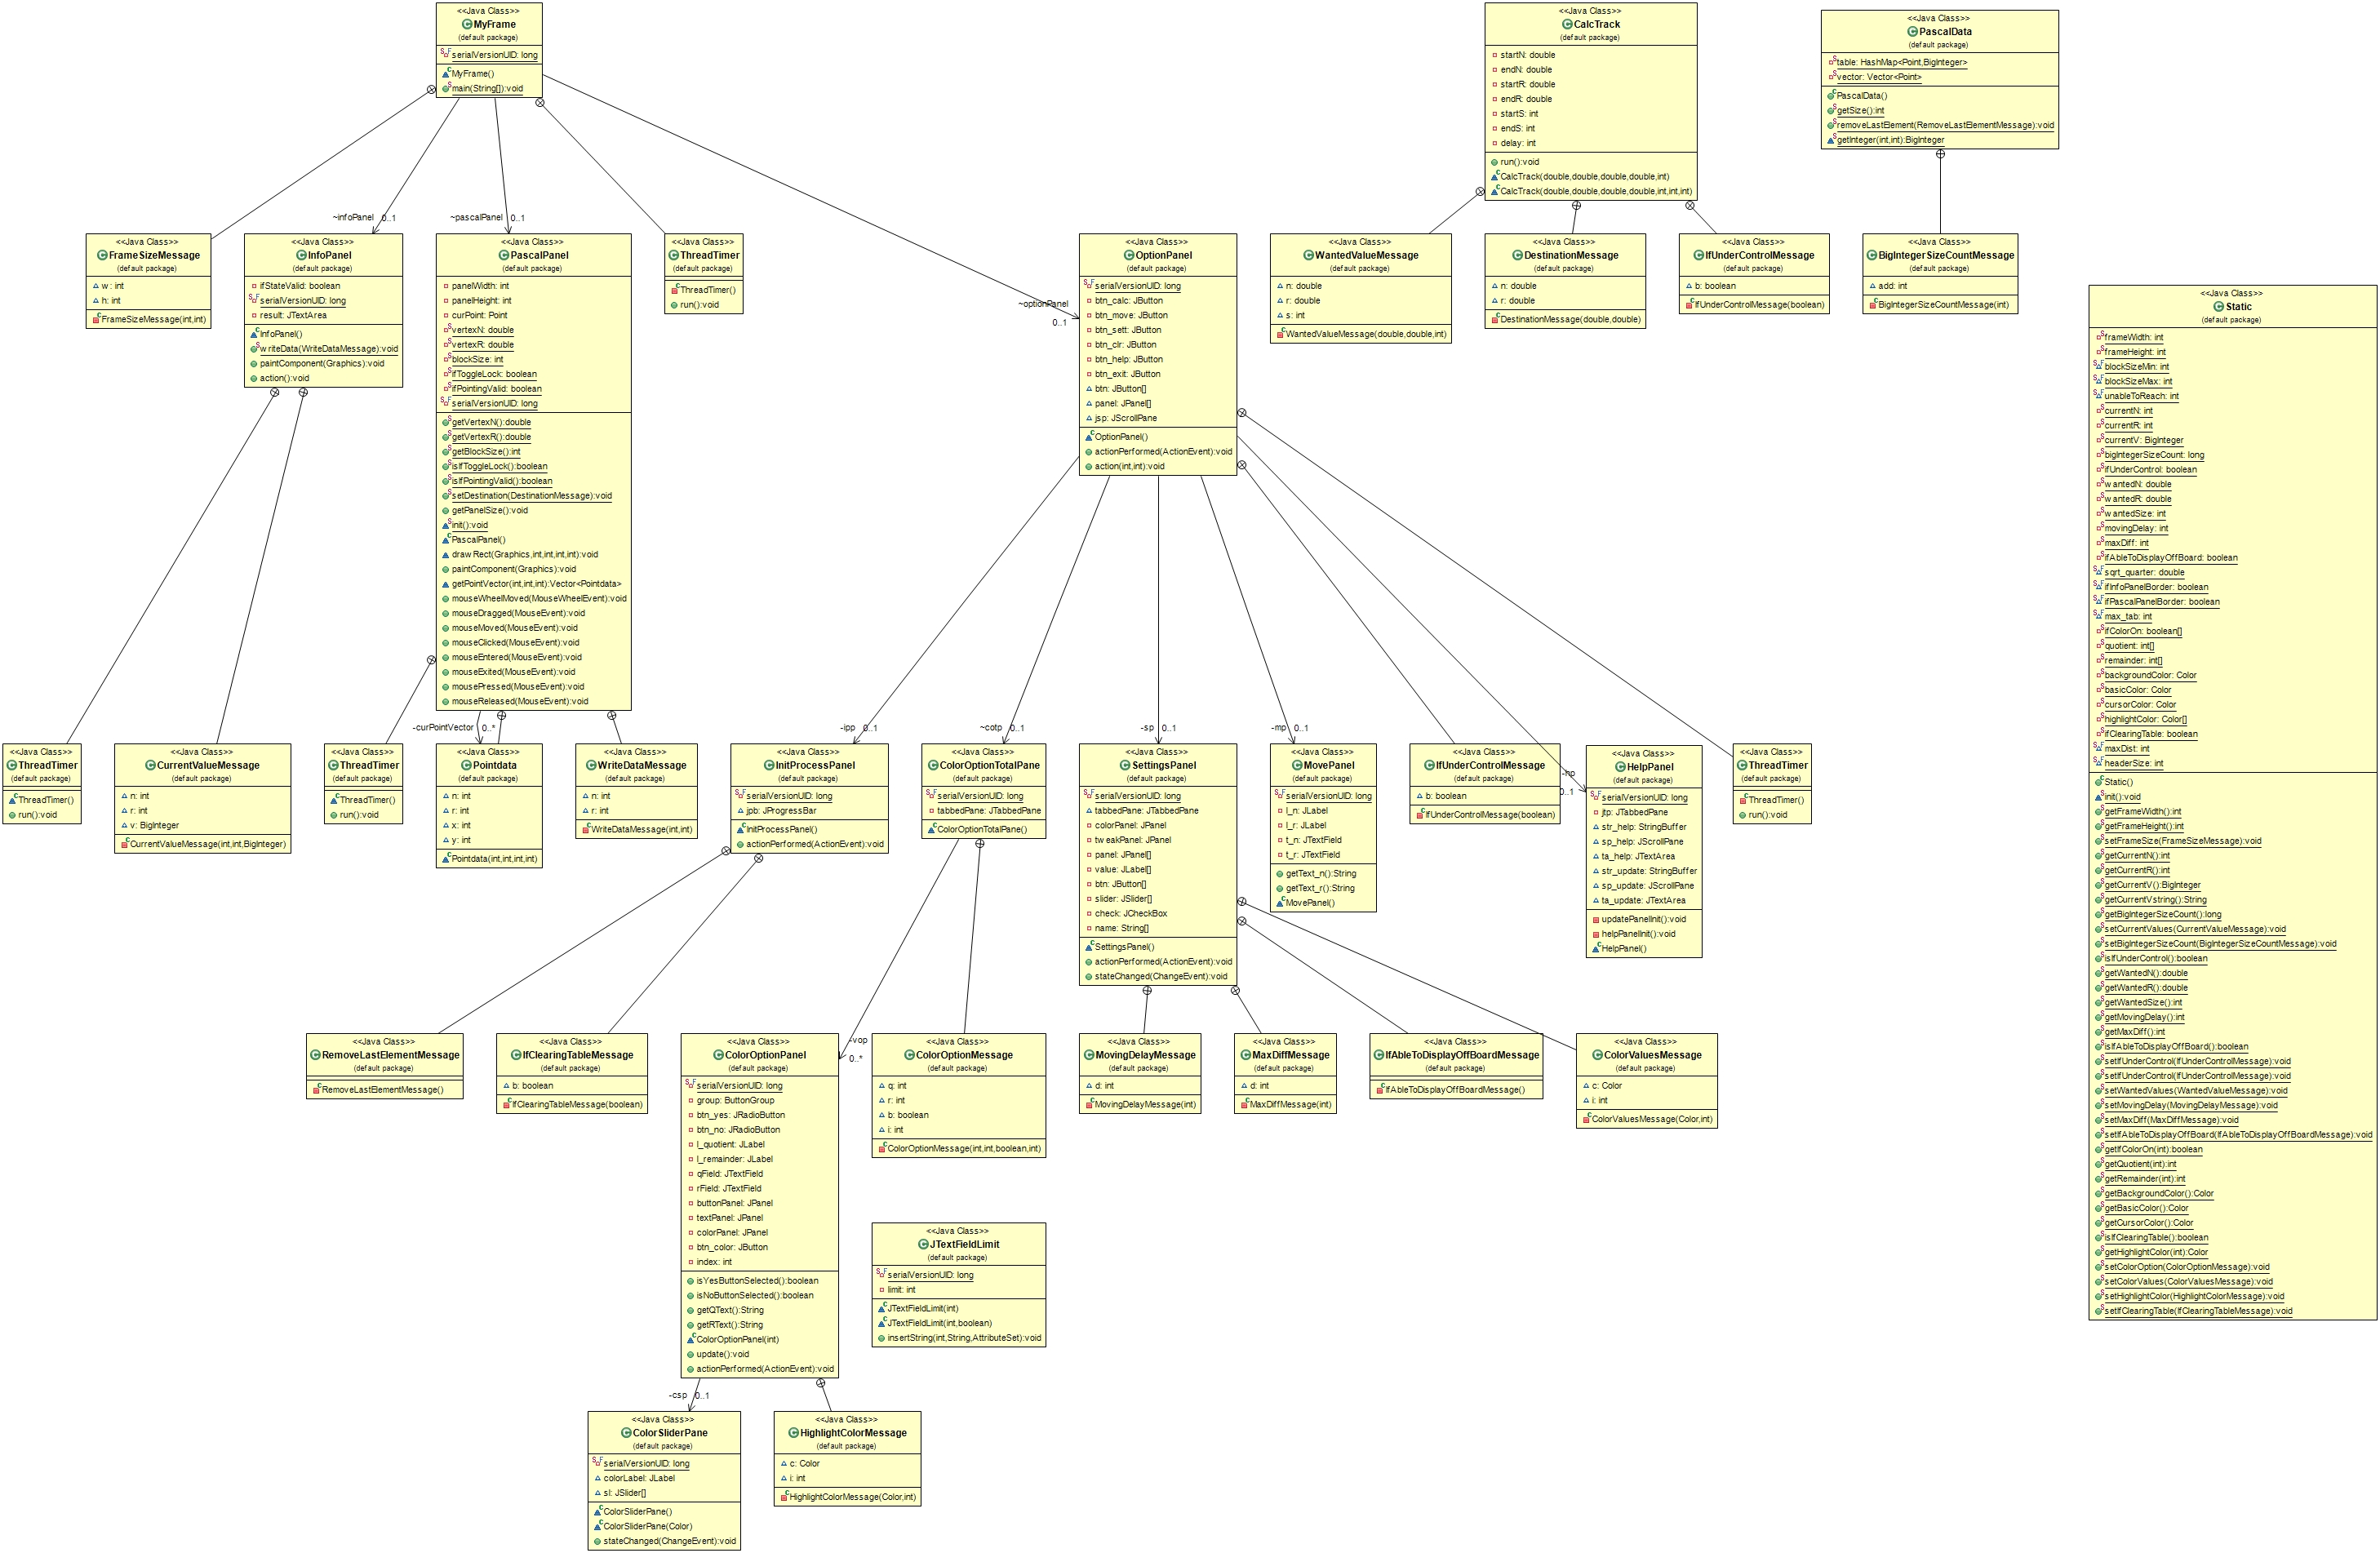 <<Java Class>>
MyFrame
(default package)
serialVersionUID: long
MyFrame()
main(String[]):void
<<Java Class>>
CalcTrack
(default package)
startN: double
endN: double
startR: double
endR: double
startS: int
endS: int
delay: int
run():void
CalcTrack(double,double,double,double,int)
CalcTrack(double,double,double,double,int,int,int)
<<Java Class>>
PascalData
(default package)
table: HashMap<Point,BigInteger>
vector: Vector<Point>
PascalData()
getSize():int
removeLastElement(RemoveLastElementMessage):void
getInteger(int,int):BigInteger
~infoPanel 0..1
~pascalPanel 0..1
~optionPanel
0..1
<<Java Class>>
FrameSizeMessage
(default package)
w: int
h: int
FrameSizeMessage(int,int)
<<Java Class>>
InfoPanel
(default package)
ifStateValid: boolean
serialVersionUID: long
result: JTextArea
InfoPanel()
writeData(WriteDataMessage):void
paintComponent(Graphics):void
action():void
<<Java Class>>
PascalPanel
(default package)
panelWidth: int
panelHeight: int
curPoint: Point
vertexN: double
vertexR: double
blockSize: int
ifToggleLock: boolean
ifPointingValid: boolean
serialVersionUID: long
getVertexN():double
getVertexR():double
getBlockSize():int
isIfToggleLock():boolean
isIfPointingValid():boolean
setDestination(DestinationMessage):void
getPanelSize():void
init():void
PascalPanel()
drawRect(Graphics,int,int,int,int):void
paintComponent(Graphics):void
getPointVector(int,int,int):Vector<Pointdata>
mouseWheelMoved(MouseWheelEvent):void
mouseDragged(MouseEvent):void
mouseMoved(MouseEvent):void
mouseClicked(MouseEvent):void
mouseEntered(MouseEvent):void
mouseExited(MouseEvent):void
mousePressed(MouseEvent):void
mouseReleased(MouseEvent):void
<<Java Class>>
ThreadTimer
(default package)
ThreadTimer()
run():void
<<Java Class>>
OptionPanel
(default package)
serialVersionUID: long
btn_calc: JButton
btn_move: JButton
btn_sett: JButton
btn_clr: JButton
btn_help: JButton
btn_exit: JButton
btn: JButton[]
panel: JPanel[]
jsp: JScrollPane
OptionPanel()
actionPerformed(ActionEvent):void
action(int,int):void
<<Java Class>>
WantedValueMessage
(default package)
n: double
r: double
s: int
WantedValueMessage(double,double,int)
<<Java Class>>
DestinationMessage
(default package)
n: double
r: double
DestinationMessage(double,double)
<<Java Class>>
IfUnderControlMessage
(default package)
b: boolean
IfUnderControlMessage(boolean)
<<Java Class>>
BigIntegerSizeCountMessage
(default package)
add: int
BigIntegerSizeCountMessage(int)
<<Java Class>>
Static
(default package)
frameWidth: int
frameHeight: int
blockSizeMin: int
blockSizeMax: int
unableToReach: int
currentN: int
currentR: int
currentV: BigInteger
bigIntegerSizeCount: long
ifUnderControl: boolean
wantedN: double
wantedR: double
wantedSize: int
movingDelay: int
maxDiff: int
ifAbleToDisplayOffBoard: boolean
sqrt_quarter: double
ifInfoPanelBorder: boolean
ifPascalPanelBorder: boolean
max_tab: int
ifColorOn: boolean[]
quotient: int[]
remainder: int[]
backgroundColor: Color
basicColor: Color
cursorColor: Color
highlightColor: Color[]
ifClearingTable: boolean
maxDist: int
headerSize: int
Static()
init():void
getFrameWidth():int
getFrameHeight():int
setFrameSize(FrameSizeMessage):void
getCurrentN():int
getCurrentR():int
getCurrentV():BigInteger
getCurrentVstring():String
getBigIntegerSizeCount():long
setCurrentValues(CurrentValueMessage):void
setBigIntegerSizeCount(BigIntegerSizeCountMessage):void
isIfUnderControl():boolean
getWantedN():double
getWantedR():double
getWantedSize():int
getMovingDelay():int
getMaxDiff():int
isIfAbleToDisplayOffBoard():boolean
setIfUnderControl(IfUnderControlMessage):void
setIfUnderControl(IfUnderControlMessage):void
setWantedValues(WantedValueMessage):void
setMovingDelay(MovingDelayMessage):void
setMaxDiff(MaxDiffMessage):void
setIfAbleToDisplayOffBoard(IfAbleToDisplayOffBoardMessage):void
getIfColorOn(int):boolean
getQuotient(int):int
getRemainder(int):int
getBackgroundColor():Color
getBasicColor():Color
getCursorColor():Color
isIfClearingTable():boolean
getHighlightColor(int):Color
setColorOption(ColorOptionMessage):void
setColorValues(ColorValuesMessage):void
setHighlightColor(HighlightColorMessage):void
setIfClearingTable(IfClearingTableMessage):void
-curPointVector 0..*
-ipp 0..1
~cotp 0..1
-sp 0..1
-mp 0..1
-hp
0..1
<<Java Class>>
ThreadTimer
(default package)
ThreadTimer()
run():void
<<Java Class>>
CurrentValueMessage
(default package)
n: int
r: int
v: BigInteger
CurrentValueMessage(int,int,BigInteger)
<<Java Class>>
ThreadTimer
(default package)
ThreadTimer()
run():void
<<Java Class>>
Pointdata
(default package)
n: int
r: int
x: int
y: int
Pointdata(int,int,int,int)
<<Java Class>>
WriteDataMessage
(default package)
n: int
r: int
WriteDataMessage(int,int)
<<Java Class>>
InitProcessPanel
(default package)
serialVersionUID: long
jpb: JProgressBar
InitProcessPanel()
actionPerformed(ActionEvent):void
<<Java Class>>
ColorOptionTotalPane
(default package)
serialVersionUID: long
tabbedPane: JTabbedPane
ColorOptionTotalPane()
<<Java Class>>
SettingsPanel
(default package)
serialVersionUID: long
tabbedPane: JTabbedPane
colorPanel: JPanel
tweakPanel: JPanel
panel: JPanel[]
value: JLabel[]
btn: JButton[]
slider: JSlider[]
check: JCheckBox
name: String[]
SettingsPanel()
actionPerformed(ActionEvent):void
stateChanged(ChangeEvent):void
<<Java Class>>
MovePanel
(default package)
serialVersionUID: long
l_n: JLabel
l_r: JLabel
t_n: JTextField
t_r: JTextField
getText_n():String
getText_r():String
MovePanel()
<<Java Class>>
IfUnderControlMessage
(default package)
b: boolean
IfUnderControlMessage(boolean)
<<Java Class>>
HelpPanel
(default package)
serialVersionUID: long
jtp: JTabbedPane
str_help: StringBuffer
sp_help: JScrollPane
ta_help: JTextArea
str_update: StringBuffer
sp_update: JScrollPane
ta_update: JTextArea
updatePanelInit():void
helpPanelInit():void
HelpPanel()
<<Java Class>>
ThreadTimer
(default package)
ThreadTimer()
run():void
<<Java Class>>
RemoveLastElementMessage
(default package)
RemoveLastElementMessage()
<<Java Class>>
IfClearingTableMessage
(default package)
b: boolean
IfClearingTableMessage(boolean)
<<Java Class>>
ColorOptionPanel
(default package)
serialVersionUID: long
group: ButtonGroup
btn_yes: JRadioButton
btn_no: JRadioButton
l_quotient: JLabel
l_remainder: JLabel
qField: JTextField
rField: JTextField
buttonPanel: JPanel
textPanel: JPanel
colorPanel: JPanel
btn_color: JButton
index: int
isYesButtonSelected():boolean
isNoButtonSelected():boolean
getQText():String
getRText():String
ColorOptionPanel(int)
update():void
actionPerformed(ActionEvent):void
-vop
0..*
<<Java Class>>
ColorOptionMessage
(default package)
q: int
r: int
b: boolean
i: int
ColorOptionMessage(int,int,boolean,int)
<<Java Class>>
MovingDelayMessage
(default package)
d: int
MovingDelayMessage(int)
<<Java Class>>
MaxDiffMessage
(default package)
d: int
MaxDiffMessage(int)
<<Java Class>>
IfAbleToDisplayOffBoardMessage
(default package)
IfAbleToDisplayOffBoardMessage()
<<Java Class>>
ColorValuesMessage
(default package)
c: Color
i: int
ColorValuesMessage(Color,int)
<<Java Class>>
JTextFieldLimit
(default package)
serialVersionUID: long
limit: int
JTextFieldLimit(int)
JTextFieldLimit(int,boolean)
insertString(int,String,AttributeSet):void
-csp 0..1
<<Java Class>>
ColorSliderPane
(default package)
serialVersionUID: long
colorLabel: JLabel
sl: JSlider[]
ColorSliderPane()
ColorSliderPane(Color)
stateChanged(ChangeEvent):void
<<Java Class>>
HighlightColorMessage
(default package)
c: Color
i: int
HighlightColorMessage(Color,int)